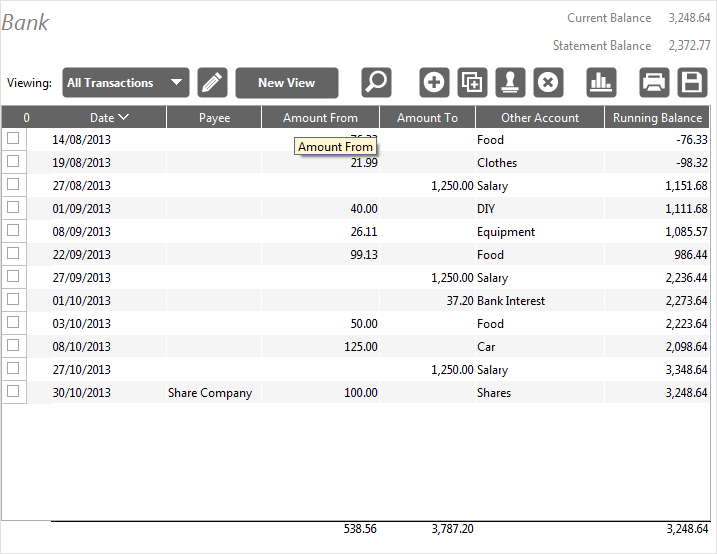 Bank
Current Balance 3,248.64
Statement Balance 2,372.77
Viewing: All Transactions New View
0 Date Payee Amount From Amount To Other Account Running Balance
14/08/2013 Food -76.33
Amount From
19/08/2013 21.99 Clothes -98.32
27/08/2013 1,250.00 Salary 1,151.68
01/09/2013 40.00 DIY 1,111.68
08/09/2013 26.11 Equipment 1,085.57
22/09/2013 99.13 Food 986.44
27/09/2013 1,250.00 Salary 2,236.44
01/10/2013 37.20 Bank Interest 2,273.64
03/10/2013 50.00 Food 2,223.64
08/10/2013 125.00 Car 2,098.64
27/10/2013 1,250.00 Salary 3,348.64
30/10/2013 Share Company 100.00 Shares 3,248.64
538.56 3,787.20 3,248.64